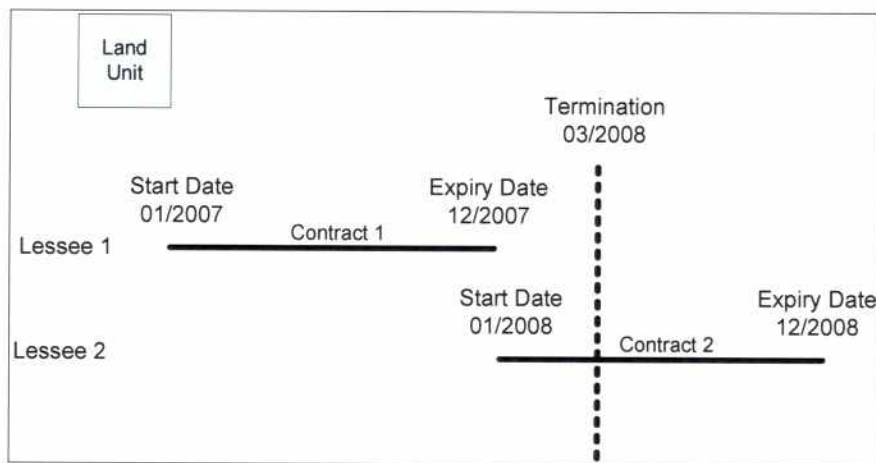 Land
Unit
Termination
03/2008
Start Date
01/2007
Expiry Date
12/2007
Contract 1
Lessee 1
Start Date
01/2008
Expiry Date
12/2008
Contract 2
Lessee 2